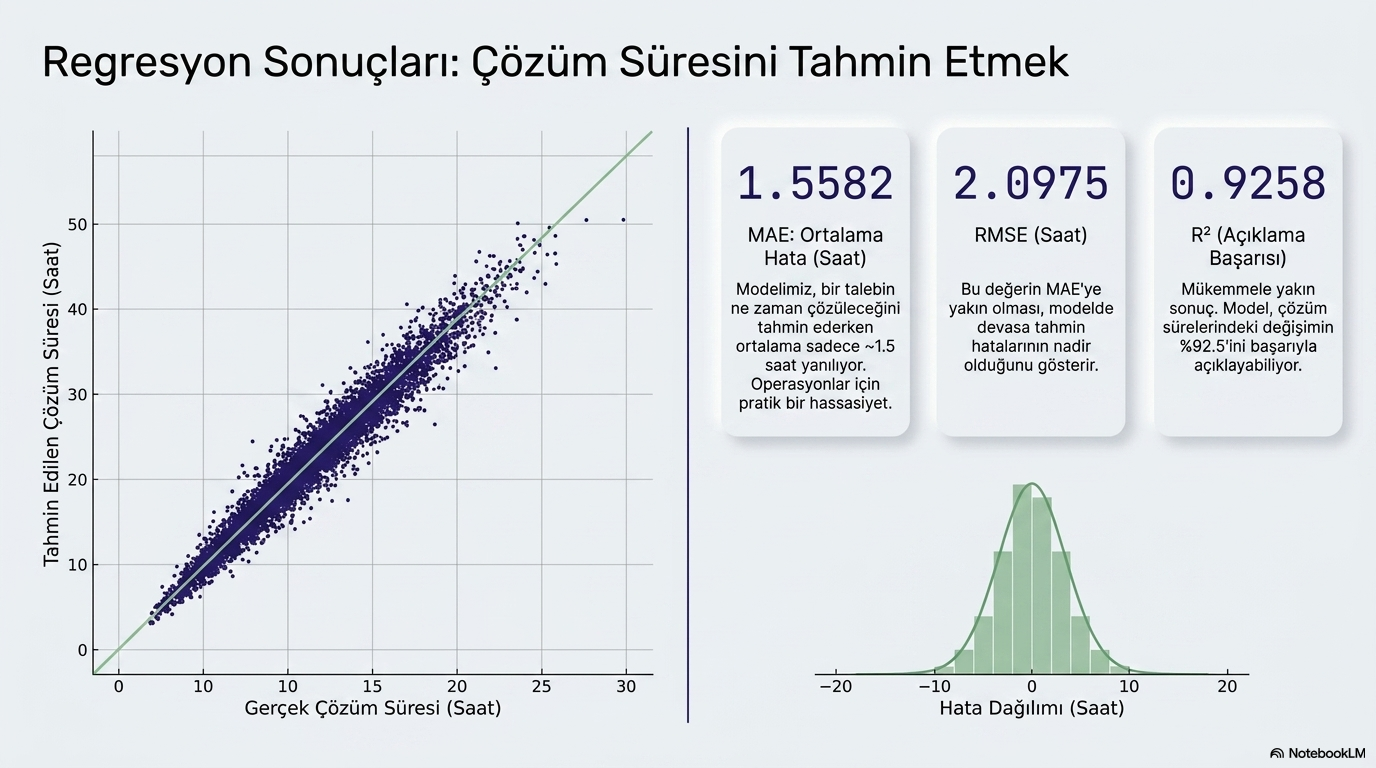 Regresyon Sonuçları: Çözüm Süresini Tahmin Etmek
Tahmin Edilen Çözüm Süresi (Saat)
50
40
30
20
10
0
0 10 10 15 20 25 30
Gerçek Çözüm Süresi (Saat)
1.5582
MAE: Ortalama
Hata (Saat)
Modelimiz, bir talebin
ne zaman çözüleceğini
tahmin ederken
ortalama sadece ~1.5
saat yanılıyor.
Operasyonlar için
pratik bir hassasiyet.
2.0975
RMSE (Saat)
Bu değerin MAE'ye
yakın olması, modelde
devasa tahmin
hatalarının nadir
olduğunu gösterir.
0.9258
R² (Açıklama
Başarısı)
Mükemmele yakın
sonuç. Model, çözüm
sürelerindeki değişimin
%92.5'ini başarıyla
açıklayabiliyor.
−20 −10 0 10 20
Hata Dağılımı (Saat)
NotebookLM